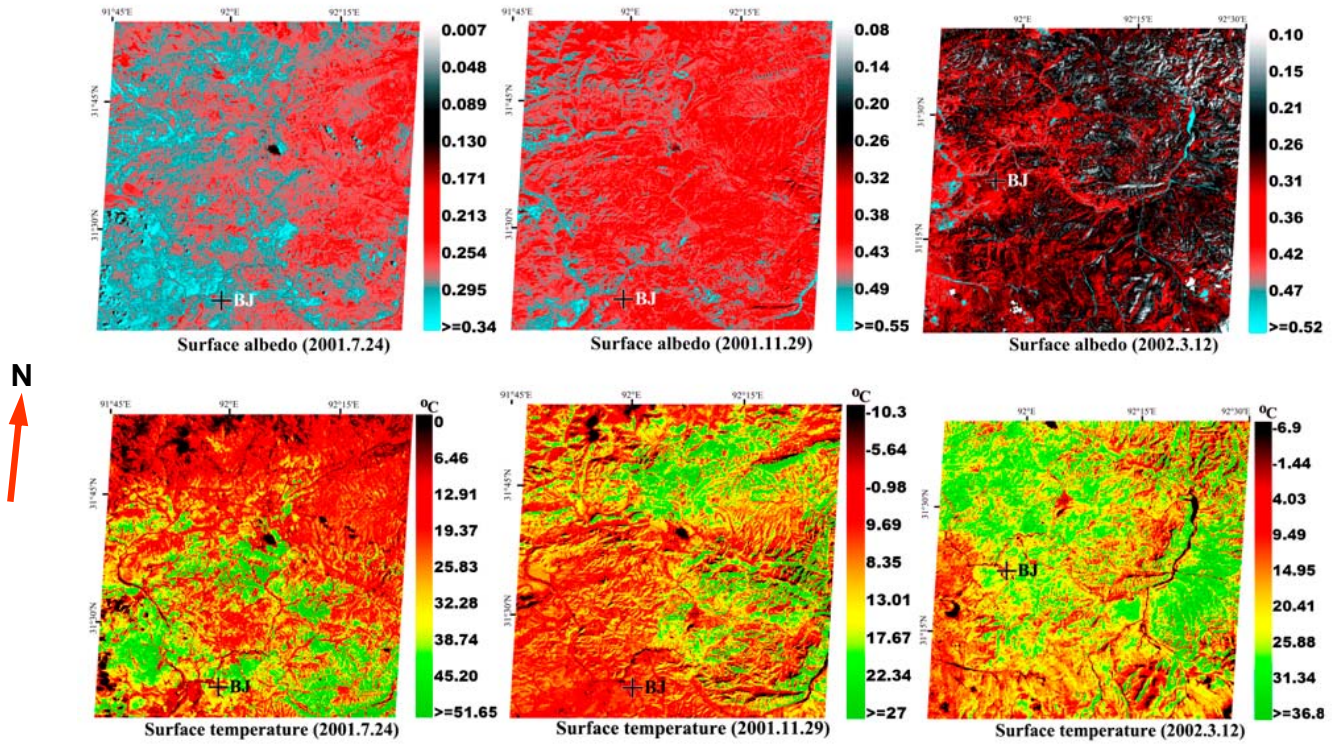 91°45'E 92°E 92°15'E
31°45'N
31°30'N
BJ
0.007
0.048
0.089
0.130
0.171
0.213
0.254
0.295
>=0.34
Surface albedo (2001.7.24)
91°45'E 92°E 92°15'E
31°45'N
31°30'N
BJ
0.08
0.14
0.20
0.26
0.32
0.38
0.43
0.49
>=0.55
Surface albedo (2001.11.29)
92°E 92°15'E 92°30'E
31°30'N
31°15'N
BJ
0.10
0.15
0.21
0.26
0.31
0.36
0.42
0.47
>=0.52
Surface albedo (2002.3.12)
N
91°45'E 92°E 92°15'E
31°45'N
31°30'N
BJ
°C
0
6.46
12.91
19.37
25.83
32.28
38.74
45.20
>=51.65
Surface temperature (2001.7.24)
91°45'E 92°E 92°15'E
31°45'N
31°30'N
BJ
°C
-10.3
-5.64
-0.98
9.69
8.35
13.01
17.67
22.34
>=27
Surface temperature (2001.11.29)
92°E 92°15'E 92°30'E
31°30'N
31°15'N
BJ
°C
-6.9
-1.44
4.03
9.49
14.95
20.41
25.88
31.34
>=36.8
Surface temperature (2002.3.12)